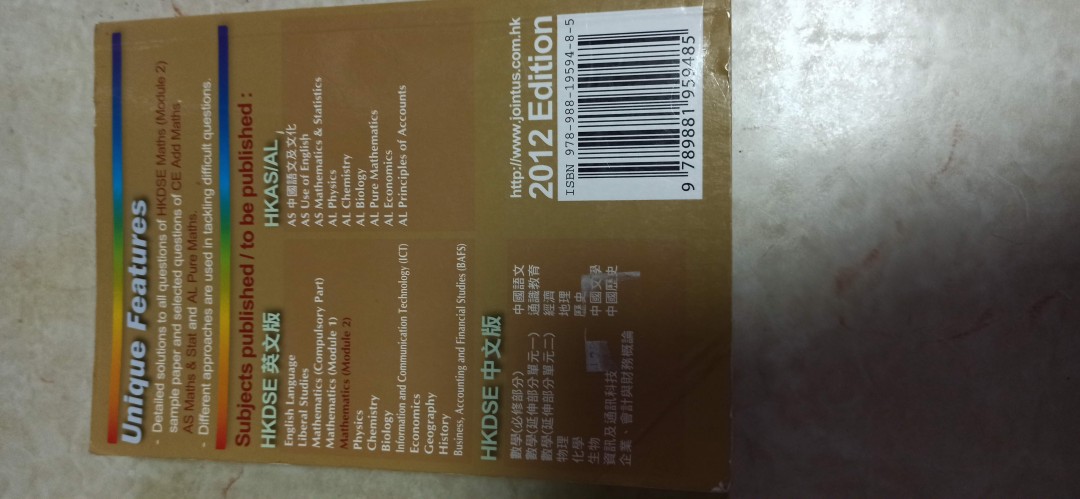 Unique Features
- Detailed solutions to all questions of HKDSE Maths (Module 2)
sample paper and selected questions of CE Add Maths,
AS Maths & Stat and AL Pure Maths.
- Different approaches are used in tackling difficult questions.
Subjects published / to be published :
HKDSE 英文版
English Language
Liberal Studies
Mathematics (Compulsory Part)
Mathematics (Module 1)
Mathematics (Module 2)
Physics
Chemistry
Biology
Information and Communication Technology (ICT)
Economics
Geography
History
Business, Accounting and Financial Studies (BAFS)
HKAS/AL
AS 中國語文及文化
AS Use of English
AS Mathematics & Statistics
AL Physics
AL Chemistry
AL Biology
AL Pure Mathematics
AL Economics
AL Principles of Accounts
HKDSE 中文版
數學(必修部分)
數學(延伸部分單元一)
數學(延伸部分單元二)
物理
化學
生物
資訊及通訊科技
企業、會計與財務概論
中國語文
通識教育
經濟
地理
歷史
中國文學
中國歷史
http://www.jointus.com.hk
2012 Edition
ISBN 978-988-19594-8-5
9 789881 959485